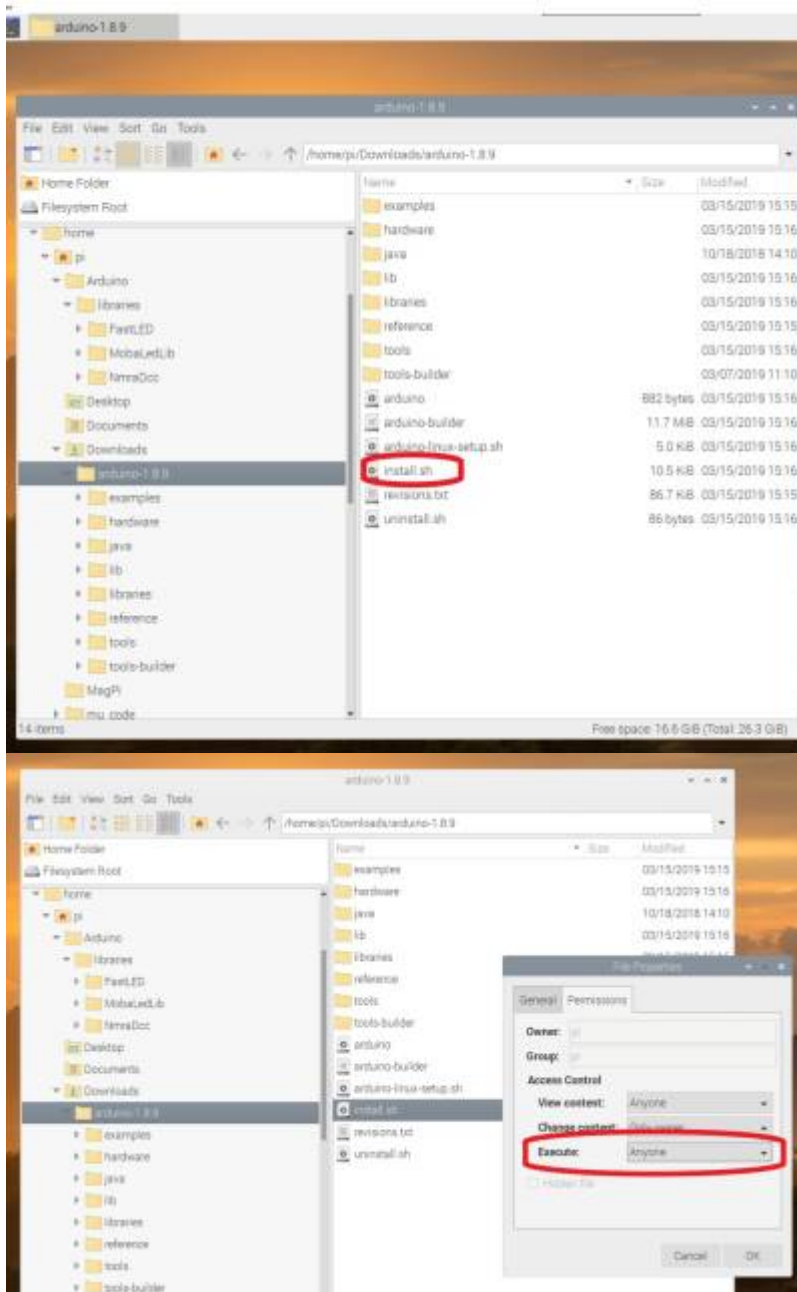 arduino-1.8.9
arduino-1.8.9
File Edit View Sort Go Tools
/home/pi/Downloads/arduino-1.8.9
Home Folder
Filesystem Root
home
pi
Arduino
libraries
FastLED
MobaLedLib
NmraDcc
Desktop
Documents
Downloads
arduino-1.8.9
examples
hardware
java
lib
libraries
reference
tools
tools-builder
MagPi
mu_code
Name Size Modified
examples 03/15/2019 15:15
hardware 03/15/2019 15:16
java 10/18/2018 14:10
lib 03/15/2019 15:16
libraries 03/15/2019 15:16
reference 03/15/2019 15:15
tools 03/15/2019 15:16
tools-builder 03/07/2019 11:10
arduino 882 bytes 03/15/2019 15:16
arduino-builder 11.7 MiB 03/15/2019 15:16
arduino-linux-setup.sh 5.0 KiB 03/15/2019 15:16
install.sh 10.5 KiB 03/15/2019 15:16
revisions.txt 86.7 KiB 03/15/2019 15:15
uninstall.sh 86 bytes 03/15/2019 15:16
14 items Free space: 16.6 GiB (Total: 26.3 GiB)
arduino-1.8.9
File Edit View Sort Go Tools
/home/pi/Downloads/arduino-1.8.9
Home Folder
Filesystem Root
home
pi
Arduino
libraries
FastLED
MobaLedLib
NmraDcc
Desktop
Documents
Downloads
arduino-1.8.9
examples
hardware
java
lib
libraries
reference
tools
tools-builder
Name Size Modified
examples 03/15/2019 15:15
hardware 03/15/2019 15:16
java 10/18/2018 14:10
lib 03/15/2019 15:16
libraries
reference
tools
tools-builder
arduino
arduino-builder
arduino-linux-setup.sh
install.sh
revisions.txt
uninstall.sh
File Properties
General Permissions
Owner: pi
Group: pi
Access Control
View content: Anyone
Change content: Only owner
Execute: Anyone
Hidden file
Cancel OK